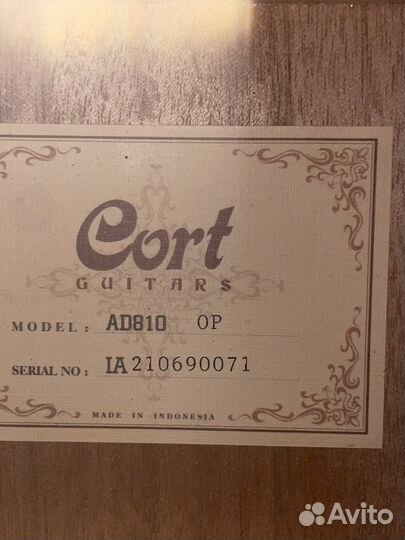 Cort
GUITARS
MODEL: AD810 OP
SERIAL NO: IA210690071
MADE IN INDONESIA
Avito